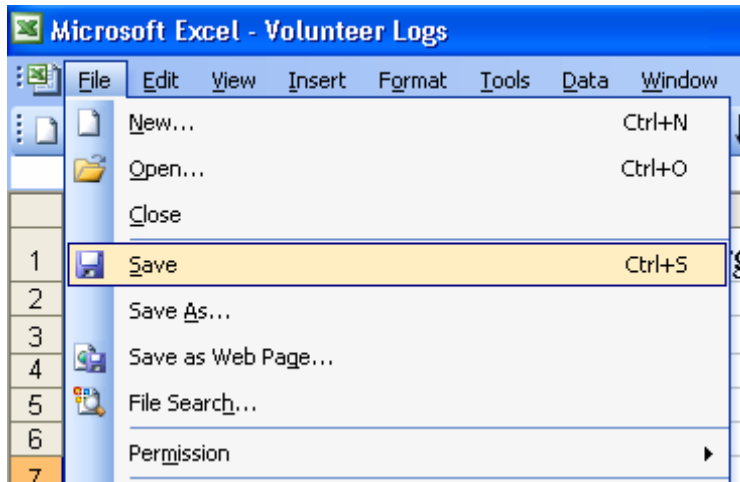 Microsoft Excel - Volunteer Logs
File Edit View Insert Format Tools Data Window
New... Ctrl+N
Open... Ctrl+O
Close
1 Save Ctrl+S
2 Save As...
3
4 Save as Web Page...
5 File Search...
6 Permission
7